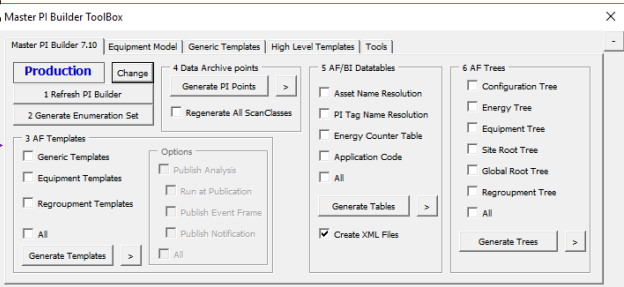 Master PI Builder ToolBox
Master PI Builder 7.10 Equipment Model Generic Templates High Level Templates Tools
Production Change
1 Refresh PI Builder
2 Generate Enumeration Set
3 AF Templates
Generic Templates
Equipment Templates
Regroupment Templates
All
Generate Templates >
Options
Publish Analysis
Run at Publication
Publish Event Frame
Publish Notification
All
4 Data Archive points
Generate PI Points >
Regenerate All ScanClasses
5 AF/BI Datatables
Asset Name Resolution
PI Tag Name Resolution
Energy Counter Table
Application Code
All
Generate Tables >
Create XML Files
6 AF Trees
Configuration Tree
Energy Tree
Equipment Tree
Site Root Tree
Global Root Tree
Regroupment Tree
All
Generate Trees >